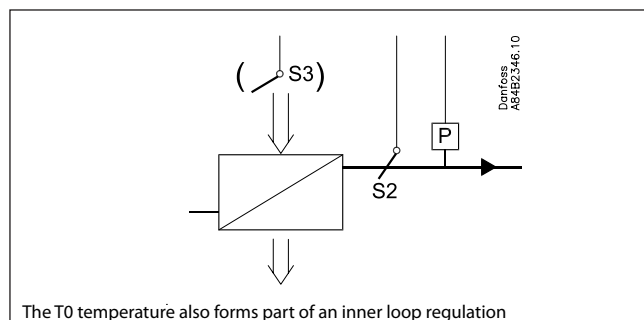 Danfoss
A84B2346.10
( S3 )
P
S2
The T0 temperature also forms part of an inner loop regulation